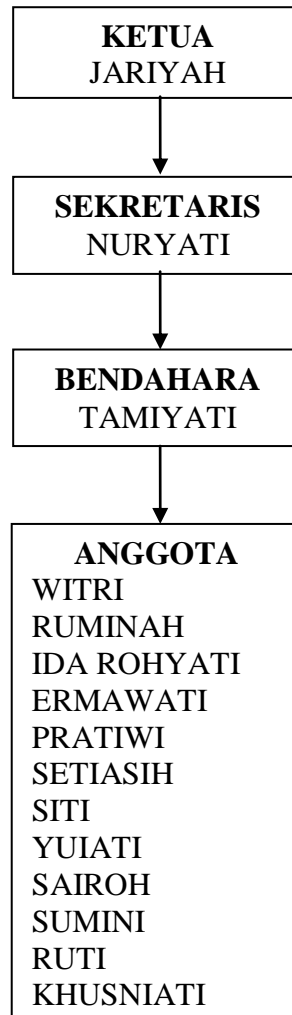 KETUA
JARIYAH
SEKRETARIS
NURYATI
BENDAHARA
TAMIYATI
ANGGOTA
WITRI
RUMINAH
IDA ROHYATI
ERMAWATI
PRATIWI
SETIASIH
SITI
YUIATI
SAIROH
SUMINI
RUTI
KHUSNIATI